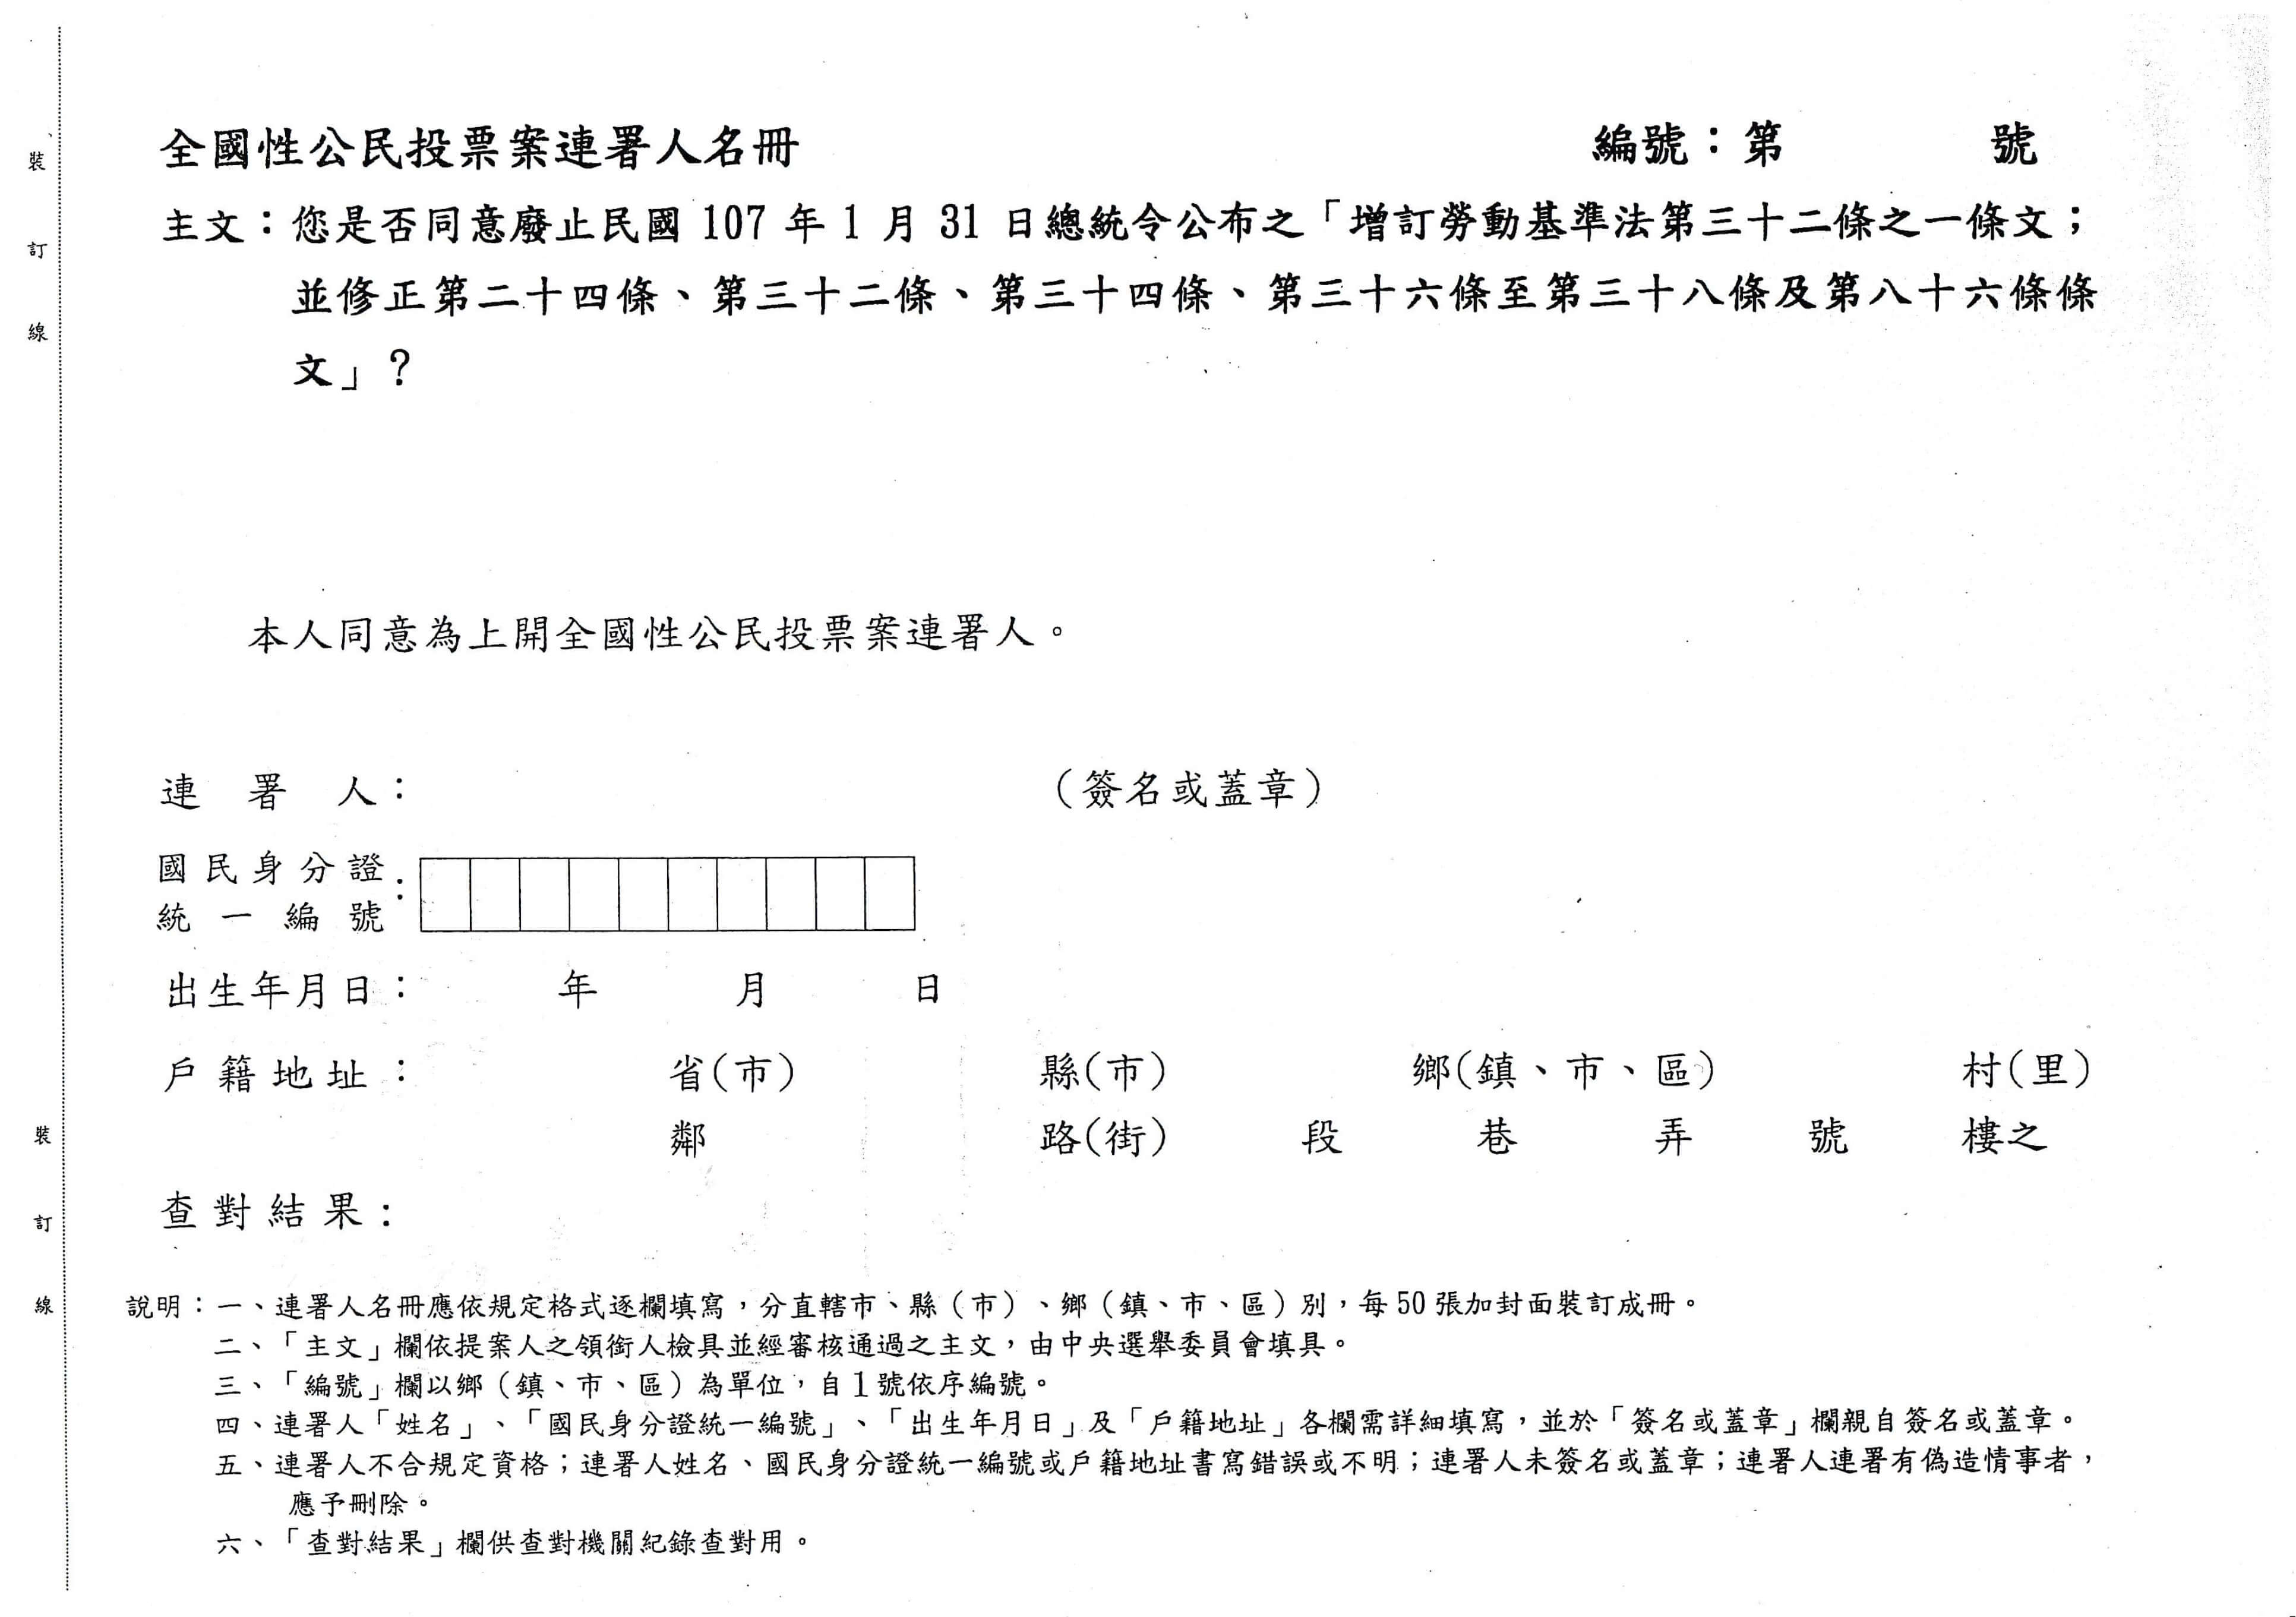 全國性公民投票案連署人名冊 編號：第 號
主文：您是否同意廢止民國 107 年 1 月 31 日總統令公布之「增訂勞動基準法第三十二條之一條文；
並修正第二十四條、第三十二條、第三十四條、第三十六條至第三十八條及第八十六條條
文」？
本人同意為上開全國性公民投票案連署人。
連署人： （簽名或蓋章）
國民身分證
統一編號：
出生年月日： 年 月 日
戶籍地址： 省(市) 縣(市) 鄉(鎮、市、區) 村(里)
鄰 路(街) 段 巷 弄 號 樓之
查對結果：
說明：一、連署人名冊應依規定格式逐欄填寫，分直轄市、縣（市）、鄉（鎮、市、區）別，每 50 張加封面裝訂成冊。
二、「主文」欄依提案人之領銜人檢具並經審核通過之主文，由中央選舉委員會填具。
三、「編號」欄以鄉（鎮、市、區）為單位，自 1 號依序編號。
四、連署人「姓名」、「國民身分證統一編號」、「出生年月日」及「戶籍地址」各欄需詳細填寫，並於「簽名或蓋章」欄親自簽名或蓋章。
五、連署人不合規定資格；連署人姓名、國民身分證統一編號或戶籍地址書寫錯誤或不明；連署人未簽名或蓋章；連署人連署有偽造情事者，
應予刪除。
六、「查對結果」欄供查對機關紀錄查對用。
裝
訂
線
裝
訂
線